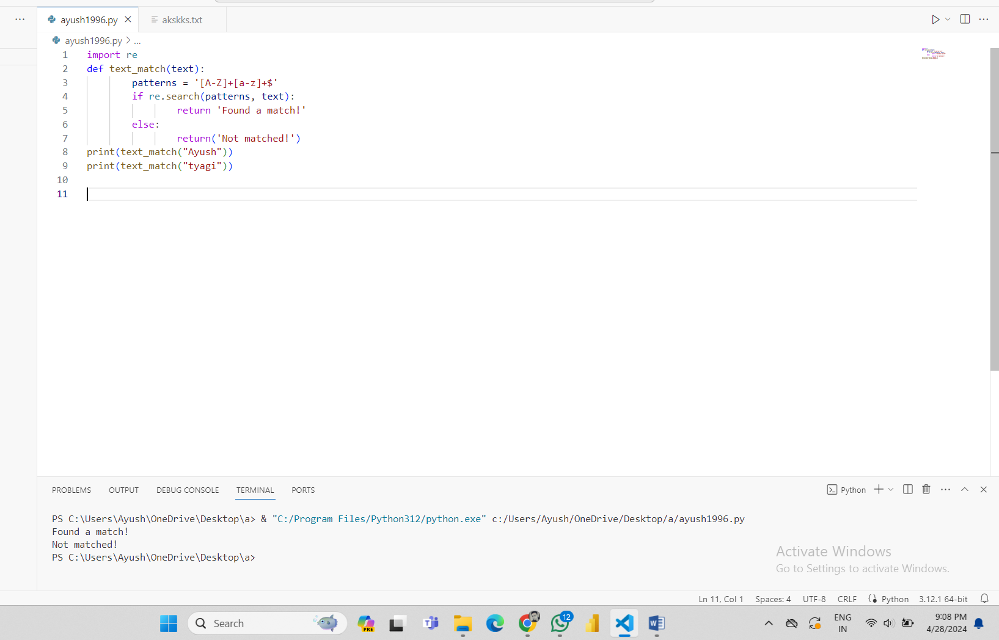 ayush1996.py
akskks.txt
ayush1996.py > ...
1 import re
2 def text_match(text):
3 patterns = '[A-Z]+[a-z]+$'
4 if re.search(patterns, text):
5 return 'Found a match!'
6 else:
7 return('Not matched!')
8 print(text_match("Ayush"))
9 print(text_match("tyagi"))
10
11
PROBLEMS OUTPUT DEBUG CONSOLE TERMINAL PORTS
Python
PS C:\Users\Ayush\OneDrive\Desktop\a> & "C:/Program Files/Python312/python.exe" c:/Users/Ayush/OneDrive/Desktop/a/ayush1996.py
Found a match!
Not matched!
PS C:\Users\Ayush\OneDrive\Desktop\a>
Activate Windows
Go to Settings to activate Windows.
Ln 11, Col 1 Spaces: 4 UTF-8 CRLF Python 3.12.1 64-bit
Search
PRE
12
ENG
IN
9:08 PM
4/28/2024